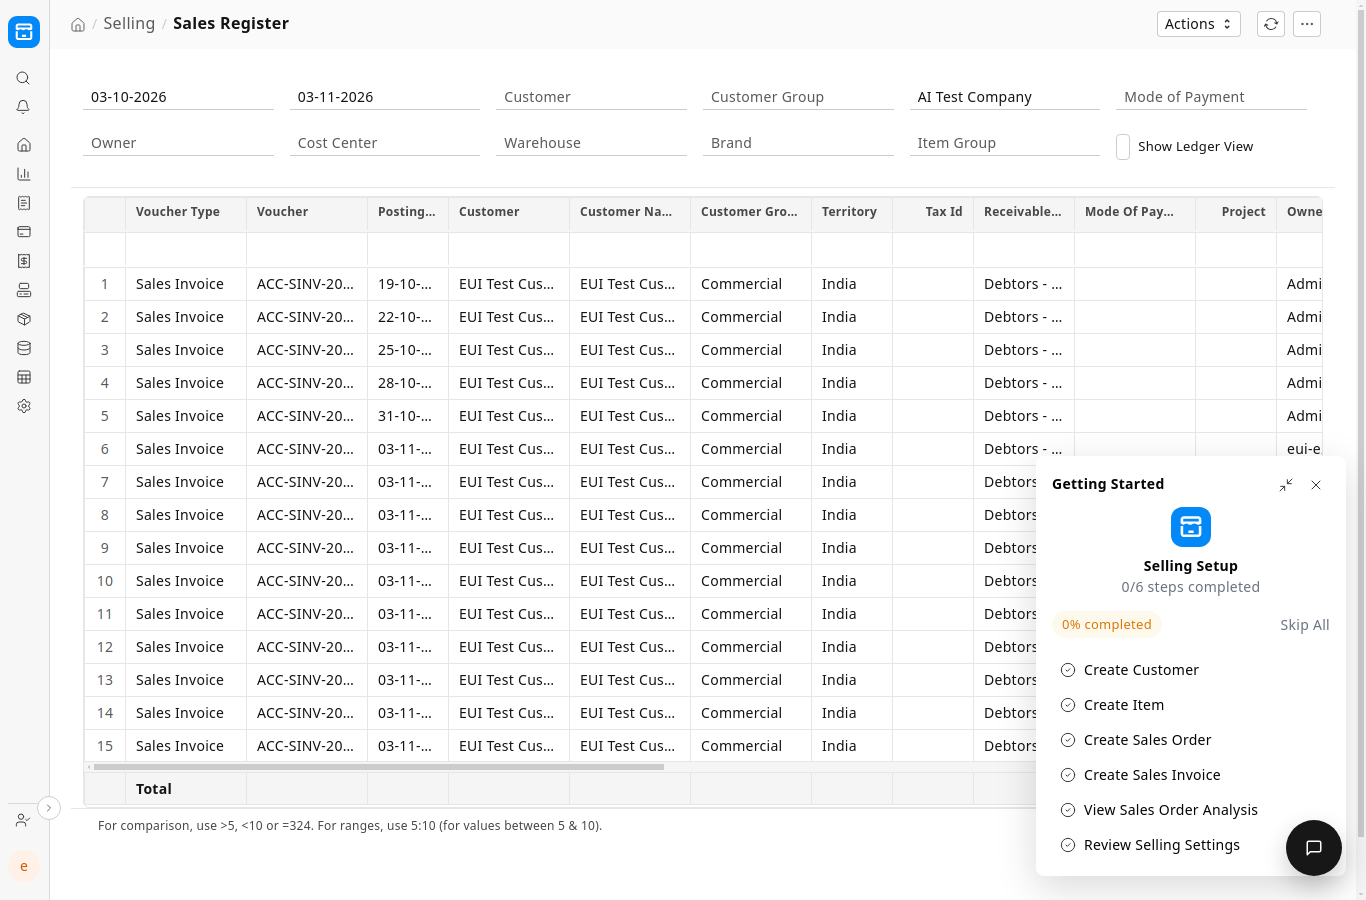 / Selling / Sales Register
Actions
03-10-2026 03-11-2026 Customer Customer Group AI Test Company Mode of Payment
Owner Cost Center Warehouse Brand Item Group Show Ledger View
Voucher Type Voucher Posting... Customer Customer Na... Customer Gro... Territory Tax Id Receivable... Mode Of Pay... Project Owne
1 Sales Invoice ACC-SINV-20... 19-10-... EUI Test Cus... EUI Test Cus... Commercial India Debtors - ... Admi
2 Sales Invoice ACC-SINV-20... 22-10-... EUI Test Cus... EUI Test Cus... Commercial India Debtors - ... Admi
3 Sales Invoice ACC-SINV-20... 25-10-... EUI Test Cus... EUI Test Cus... Commercial India Debtors - ... Admi
4 Sales Invoice ACC-SINV-20... 28-10-... EUI Test Cus... EUI Test Cus... Commercial India Debtors - ... Admi
5 Sales Invoice ACC-SINV-20... 31-10-... EUI Test Cus... EUI Test Cus... Commercial India Debtors - ... Admi
6 Sales Invoice ACC-SINV-20... 03-11-... EUI Test Cus... EUI Test Cus... Commercial India Debtors - ... eui-e
7 Sales Invoice ACC-SINV-20... 03-11-... EUI Test Cus... EUI Test Cus... Commercial India Debtors
8 Sales Invoice ACC-SINV-20... 03-11-... EUI Test Cus... EUI Test Cus... Commercial India Debtors
9 Sales Invoice ACC-SINV-20... 03-11-... EUI Test Cus... EUI Test Cus... Commercial India Debtors
10 Sales Invoice ACC-SINV-20... 03-11-... EUI Test Cus... EUI Test Cus... Commercial India Debtors
11 Sales Invoice ACC-SINV-20... 03-11-... EUI Test Cus... EUI Test Cus... Commercial India Debtors
12 Sales Invoice ACC-SINV-20... 03-11-... EUI Test Cus... EUI Test Cus... Commercial India Debtors
13 Sales Invoice ACC-SINV-20... 03-11-... EUI Test Cus... EUI Test Cus... Commercial India Debtors
14 Sales Invoice ACC-SINV-20... 03-11-... EUI Test Cus... EUI Test Cus... Commercial India Debtors
15 Sales Invoice ACC-SINV-20... 03-11-... EUI Test Cus... EUI Test Cus... Commercial India Debtors
Total
For comparison, use >5, <10 or =324. For ranges, use 5:10 (for values between 5 & 10).
e
Getting Started
Selling Setup
0/6 steps completed
0% completed Skip All
Create Customer
Create Item
Create Sales Order
Create Sales Invoice
View Sales Order Analysis
Review Selling Settings